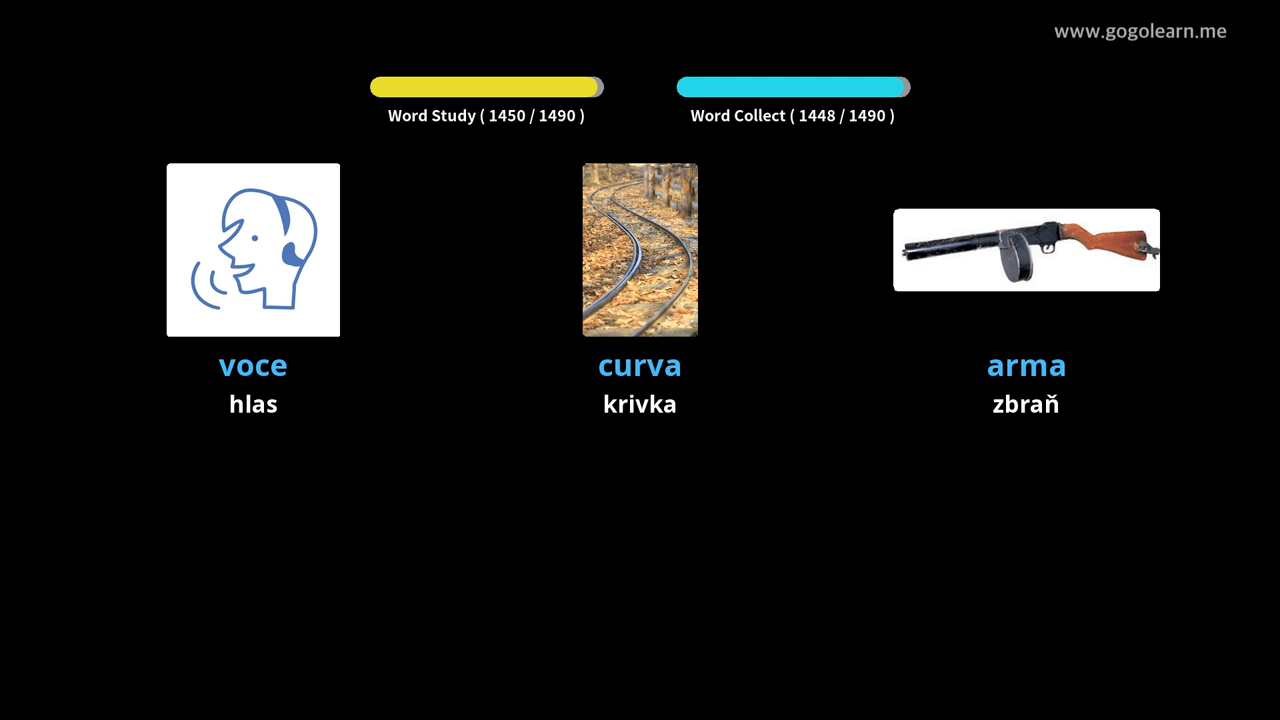 www.gogolearn.me
Word Study ( 1450 / 1490 )
Word Collect ( 1448 / 1490 )
voce
hlas
curva
krivka
arma
zbraň